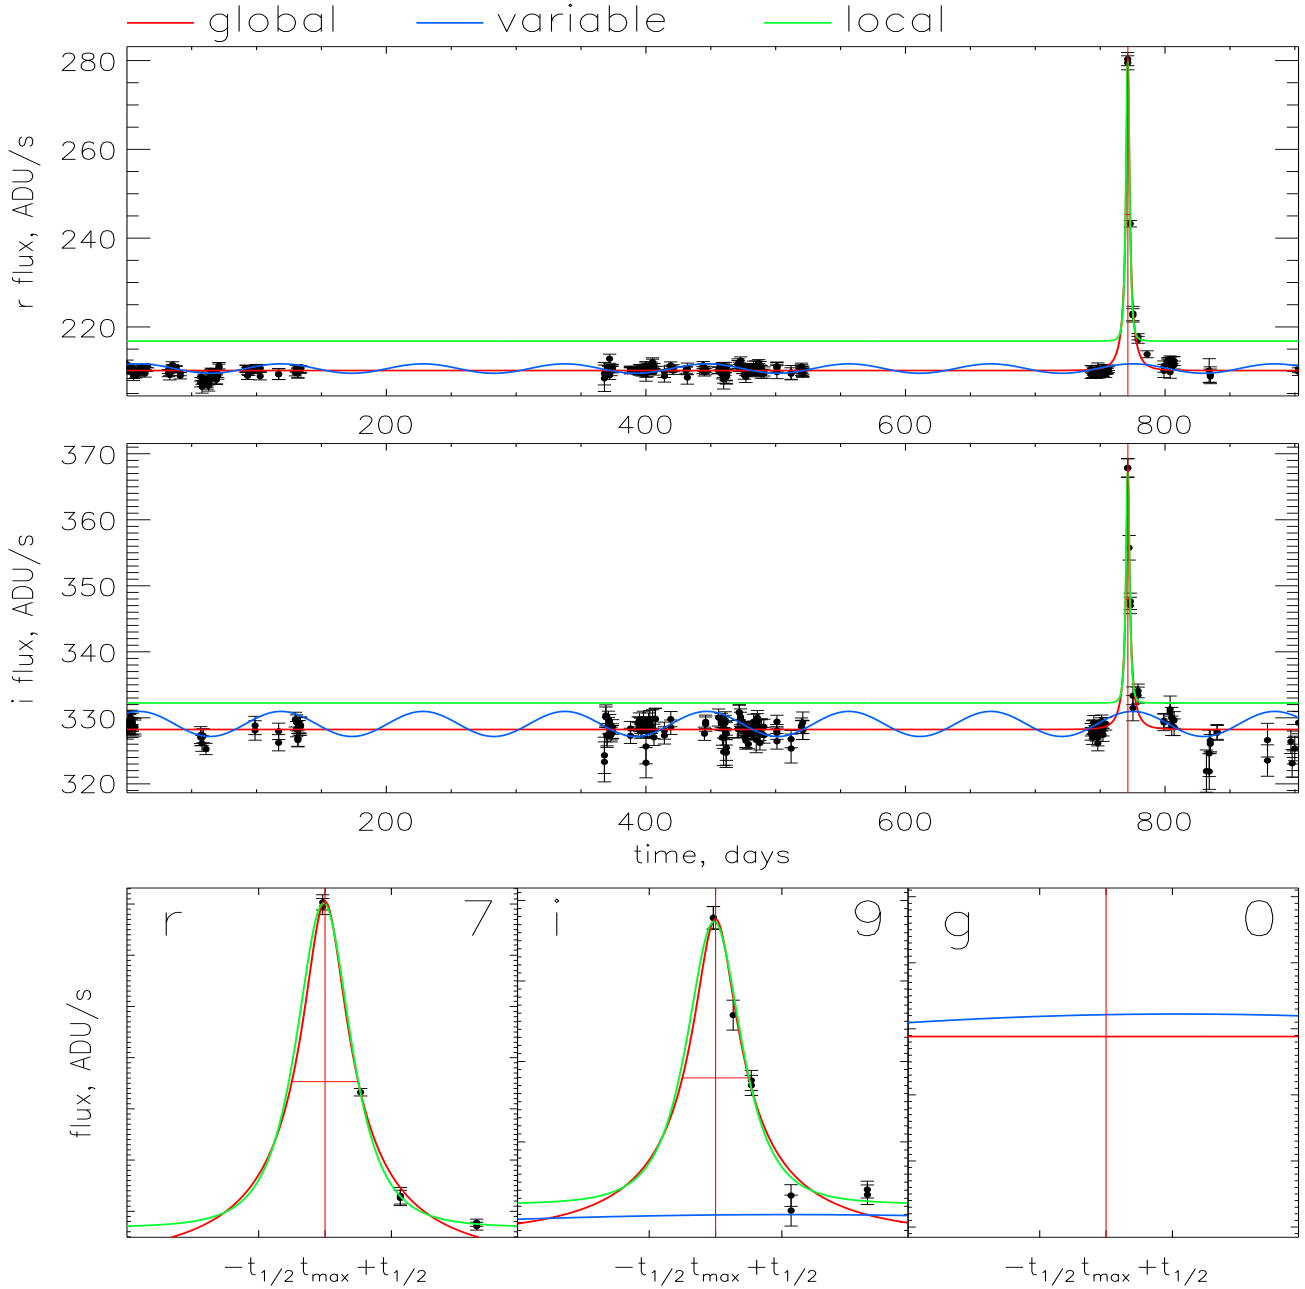 global variable local
280
260
240
220
r flux, ADU/s
200 400 600 800
370
360
350
340
330
320
i flux, ADU/s
200 400 600 800
time, days
r 7 i 9 g 0
flux, ADU/s
−t1/2 tmax +t1/2 −t1/2 tmax +t1/2 −t1/2 tmax +t1/2